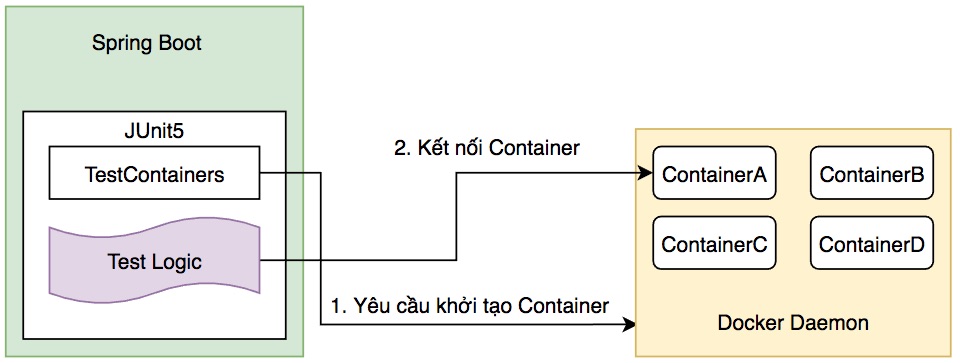 Spring Boot
JUnit5
TestContainers
Test Logic
2. Kết nối Container
1. Yêu cầu khởi tạo Container
ContainerA
ContainerB
ContainerC
ContainerD
Docker Daemon